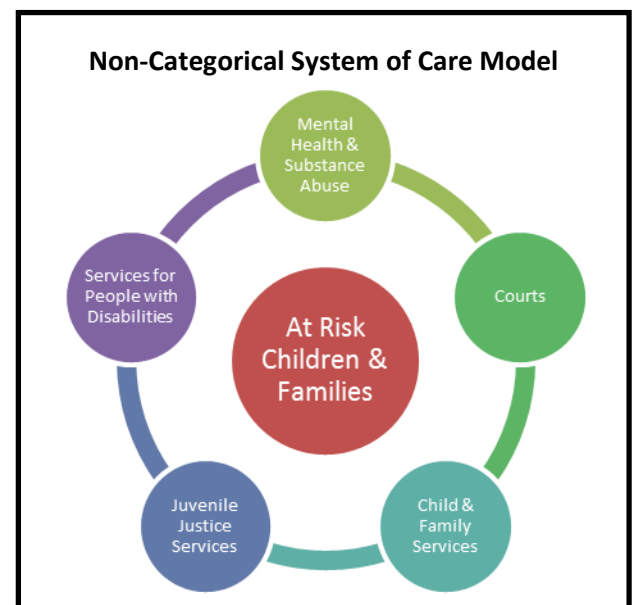 Non-Categorical System of Care Model
Mental
Health &
Substance
Abuse
Services for
People with
Disabilities
Courts
At Risk
Children &
Families
Juvenile
Justice
Services
Child &
Family
Services